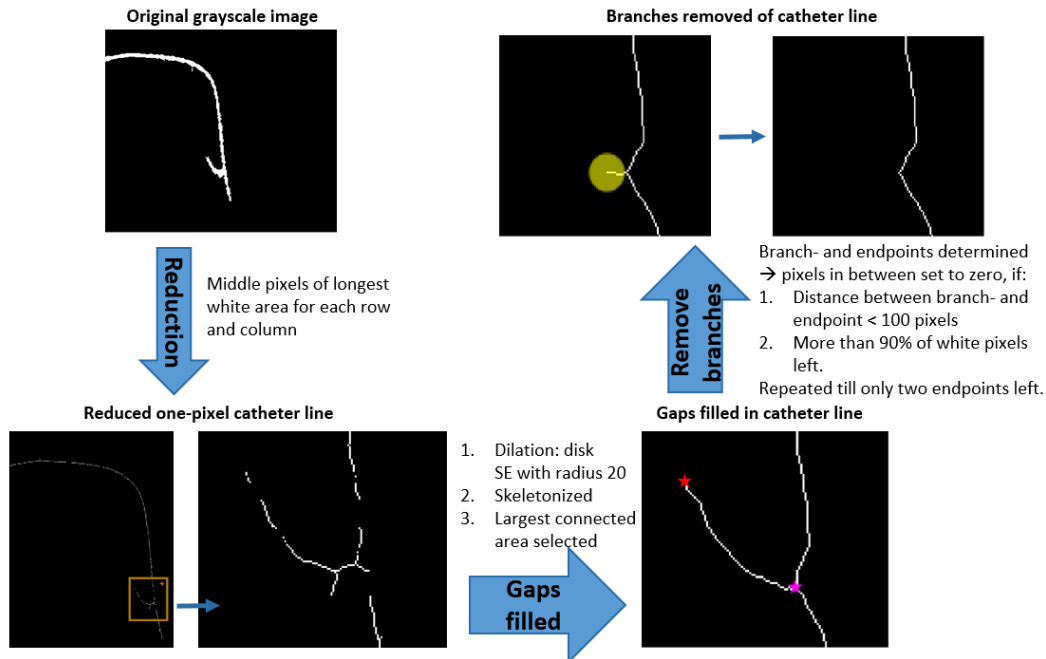 Original grayscale image
Reduction
Middle pixels of longest
white area for each row
and column
Reduced one-pixel catheter line
1. Dilation: disk
SE with radius 20
2. Skeletonized
3. Largest connected
area selected
Gaps
filled
Gaps filled in catheter line
Remove
branches
Branch- and endpoints determined
→ pixels in between set to zero, if:
1. Distance between branch- and
endpoint < 100 pixels
2. More than 90% of white pixels
left.
Repeated till only two endpoints left.
Branches removed of catheter line